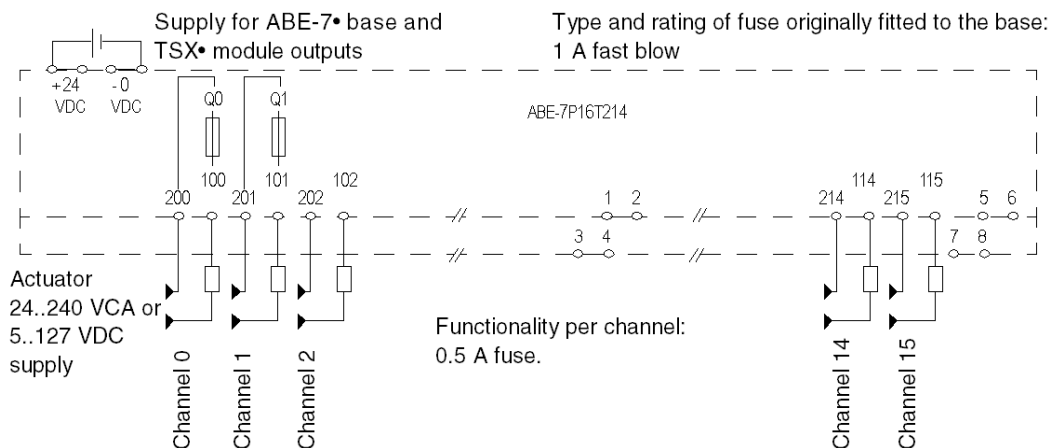 Supply for ABE-7• base and
TSX• module outputs
Type and rating of fuse originally fitted to the base:
1 A fast blow
+24
VDC
-0
VDC
Q0
Q1
ABE-7P16T214
200
100
201
101
202
102
1
2
3
4
214
114
215
115
5
6
7
8
Actuator
24..240 VCA or
5..127 VDC
supply
Functionality per channel:
0.5 A fuse.
Channel 0
Channel 1
Channel 2
Channel 14
Channel 15